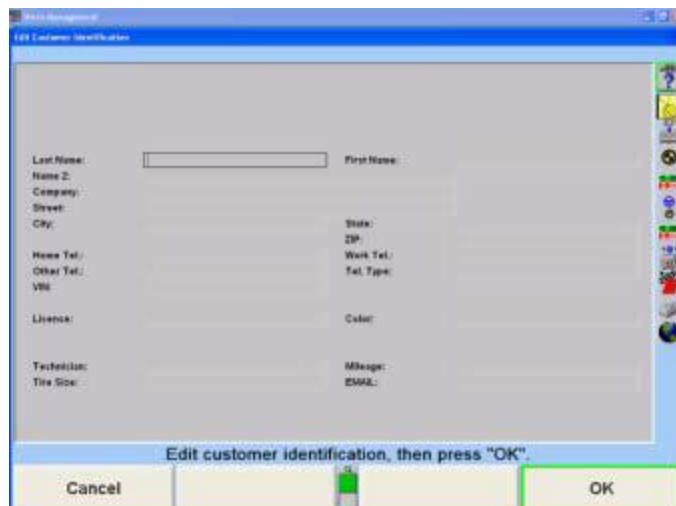 Work Management
Edit Customer Identification
Last Name: First Name:
Name 2:
Company:
Street:
City: State:
ZIP:
Home Tel.: Work Tel.:
Other Tel.: Tel. Type:
VIN:
License: Color:
Technician: Mileage:
Tire Size: EMAIL:
Edit customer identification, then press "OK".
Cancel OK